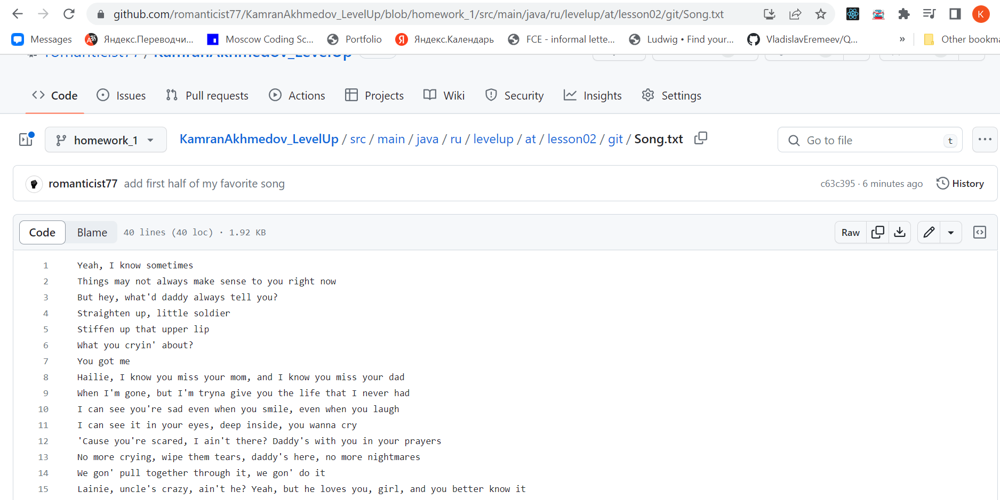 github.com/romanticist77/KamranAkhmedov_LevelUp/blob/homework_1/src/main/java/ru/levelup/at/lesson02/git/Song.txt
K
Messages Яндекс.Переводчи... Moscow Coding Sc... Portfolio Я Яндекс.Календарь FCE - informal lette... Ludwig • Find your... VladislavEremeev/Q... » Other bookma
romanticist77 / KamranAkhmedov_LevelUp
<> Code Issues Pull requests Actions Projects Wiki Security Insights Settings
homework_1 KamranAkhmedov_LevelUp / src / main / java / ru / levelup / at / lesson02 / git / Song.txt Go to file t ...
romanticist77 add first half of my favorite song c63c395 · 6 minutes ago History
Code Blame 40 lines (40 loc) · 1.92 KB Raw
1 Yeah, I know sometimes
2 Things may not always make sense to you right now
3 But hey, what'd daddy always tell you?
4 Straighten up, little soldier
5 Stiffen up that upper lip
6 What you cryin' about?
7 You got me
8 Hailie, I know you miss your mom, and I know you miss your dad
9 When I'm gone, but I'm tryna give you the life that I never had
10 I can see you're sad even when you smile, even when you laugh
11 I can see it in your eyes, deep inside, you wanna cry
12 'Cause you're scared, I ain't there? Daddy's with you in your prayers
13 No more crying, wipe them tears, daddy's here, no more nightmares
14 We gon' pull together through it, we gon' do it
15 Lainie, uncle's crazy, ain't he? Yeah, but he loves you, girl, and you better know it